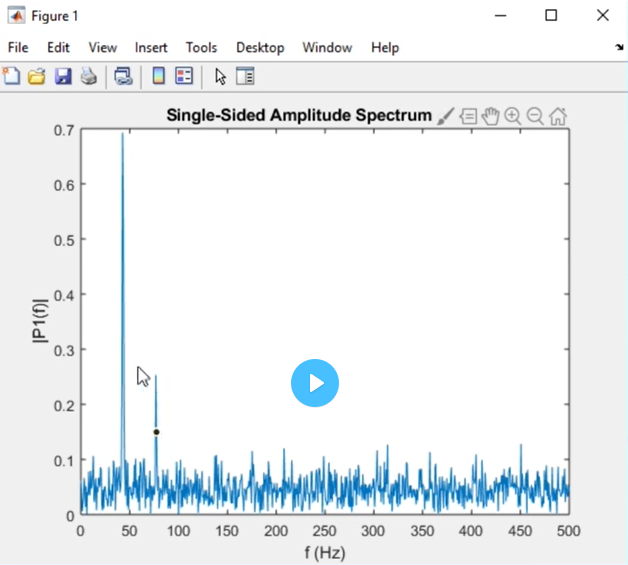 Figure 1
File Edit View Insert Tools Desktop Window Help
Single-Sided Amplitude Spectrum
|P1(f)|
0.7
0.6
0.5
0.4
0.3
0.2
0.1
0
0 50 100 150 200 250 300 350 400 450 500
f (Hz)